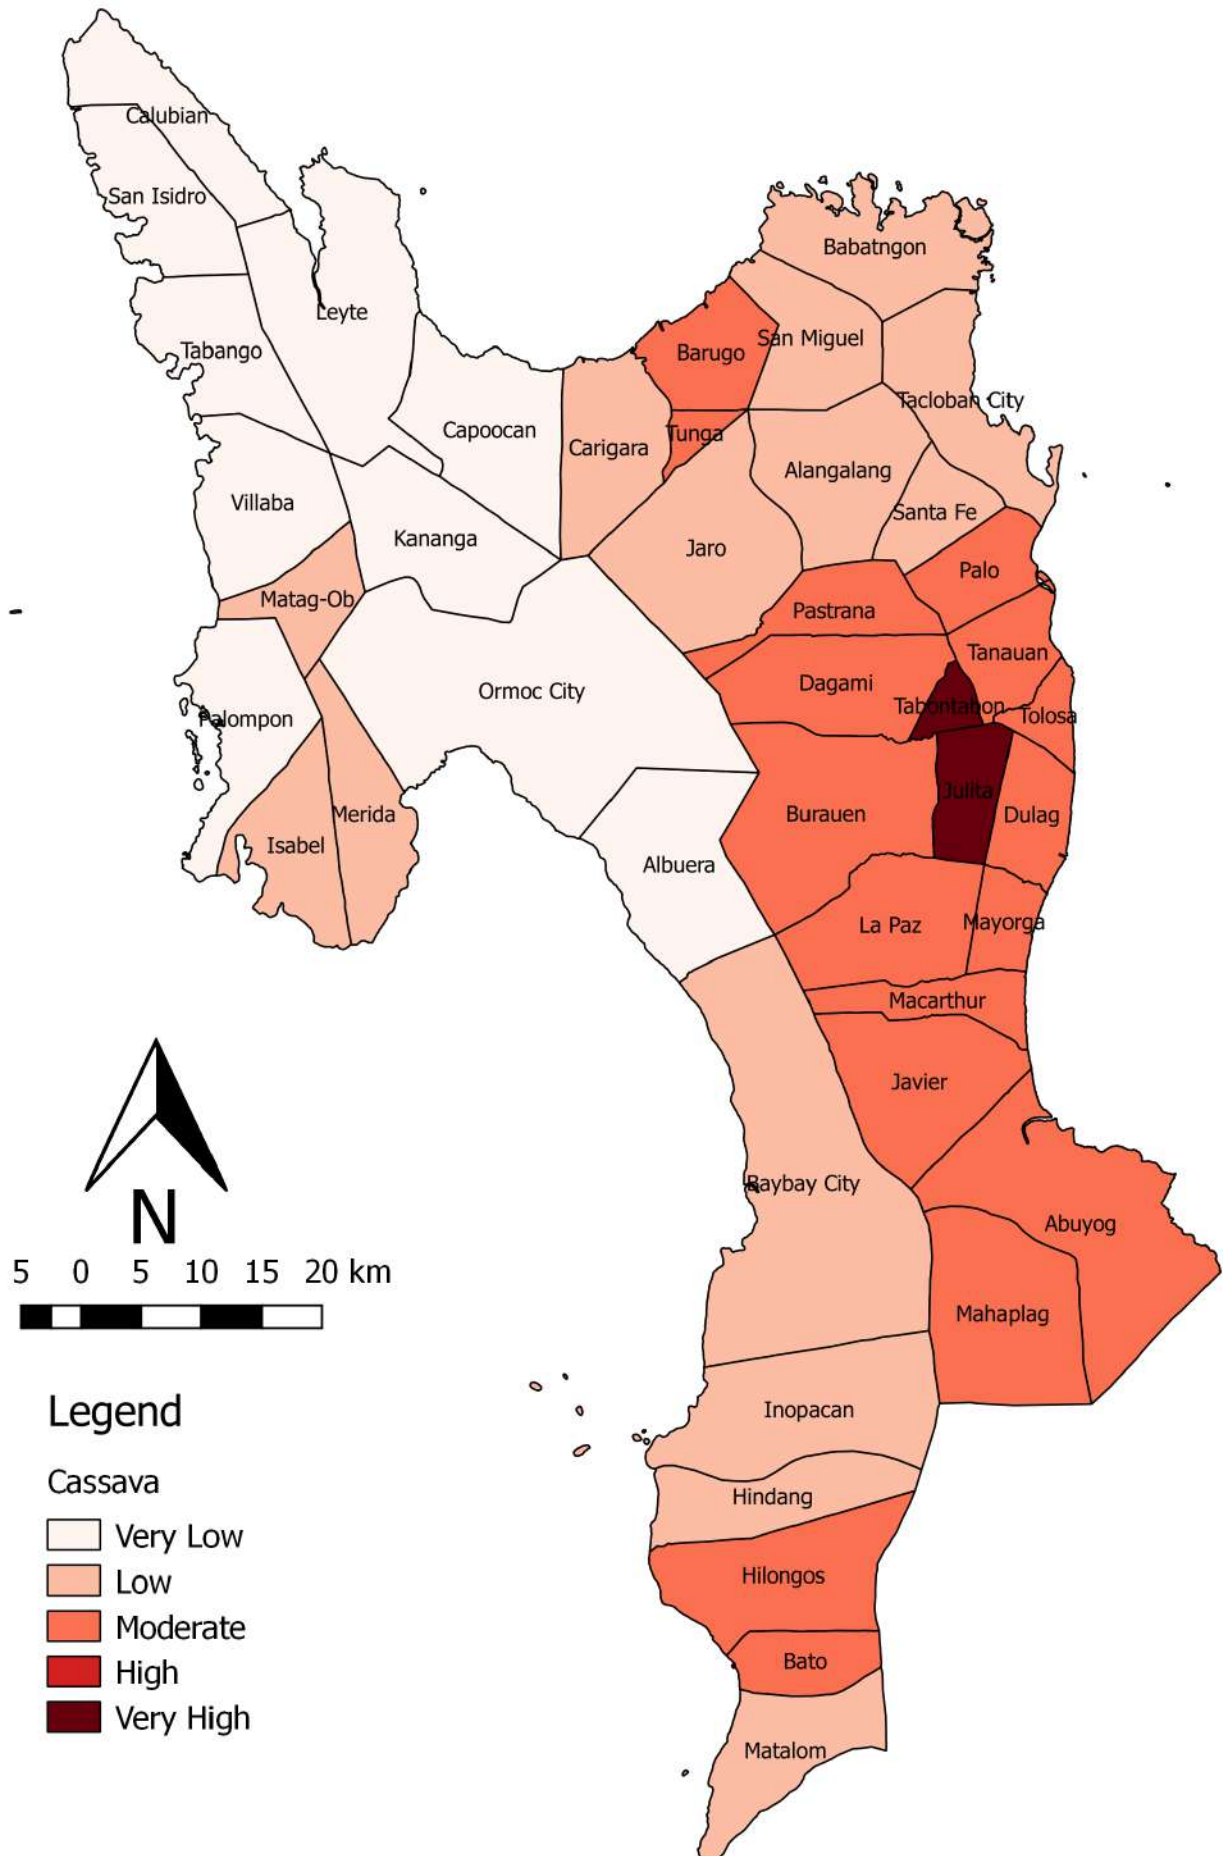 Calubian
San Isidro
Babatngon
Leyte
San Miguel
Tabango
Barugo
Tacloban City
Capoocan
Tunga
Carigara
Alangalang
Villaba
Santa Fe
Kananga
Jaro
Palo
Matag-Ob
Pastrana
Tanauan
Dagami
Ormoc City
Tabontabon
Palompon
Tolosa
Julita
Merida
Burauen
Dulag
Isabel
Albuera
La Paz
Mayorga
Macarthur
Javier
Baybay City
N
Abuyog
5 0 5 10 15 20 km
Mahaplag
Legend
Inopacan
Cassava
Hindang
Very Low
Low
Hilongos
Moderate
Bato
High
Very High
Matalom